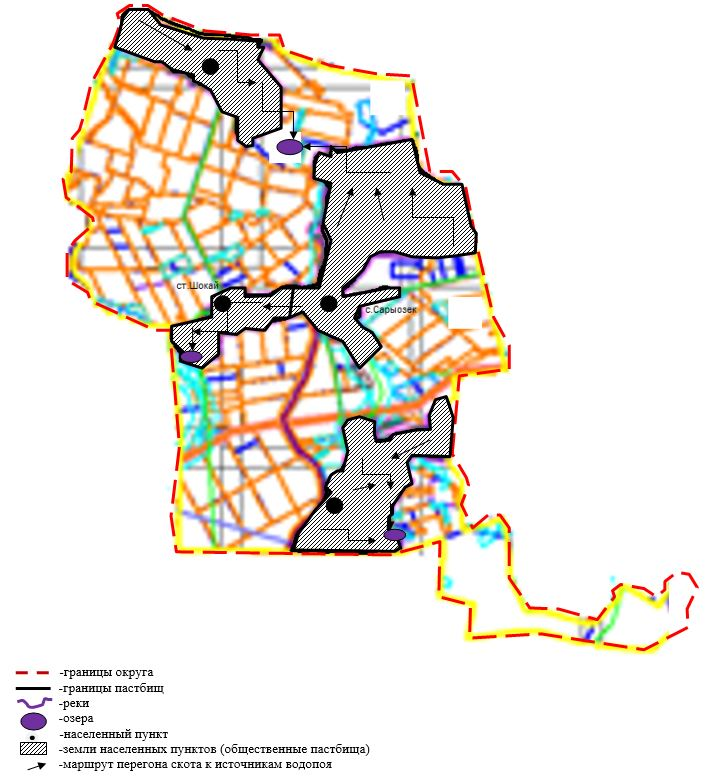 ст.Шокай
с.Сарыозек
-границы округа
-границы пастбищ
-реки
-озера
-населенный пункт
-земли населенных пунктов (общественные пастбища)
-маршрут перегона скота к источникам водопоя